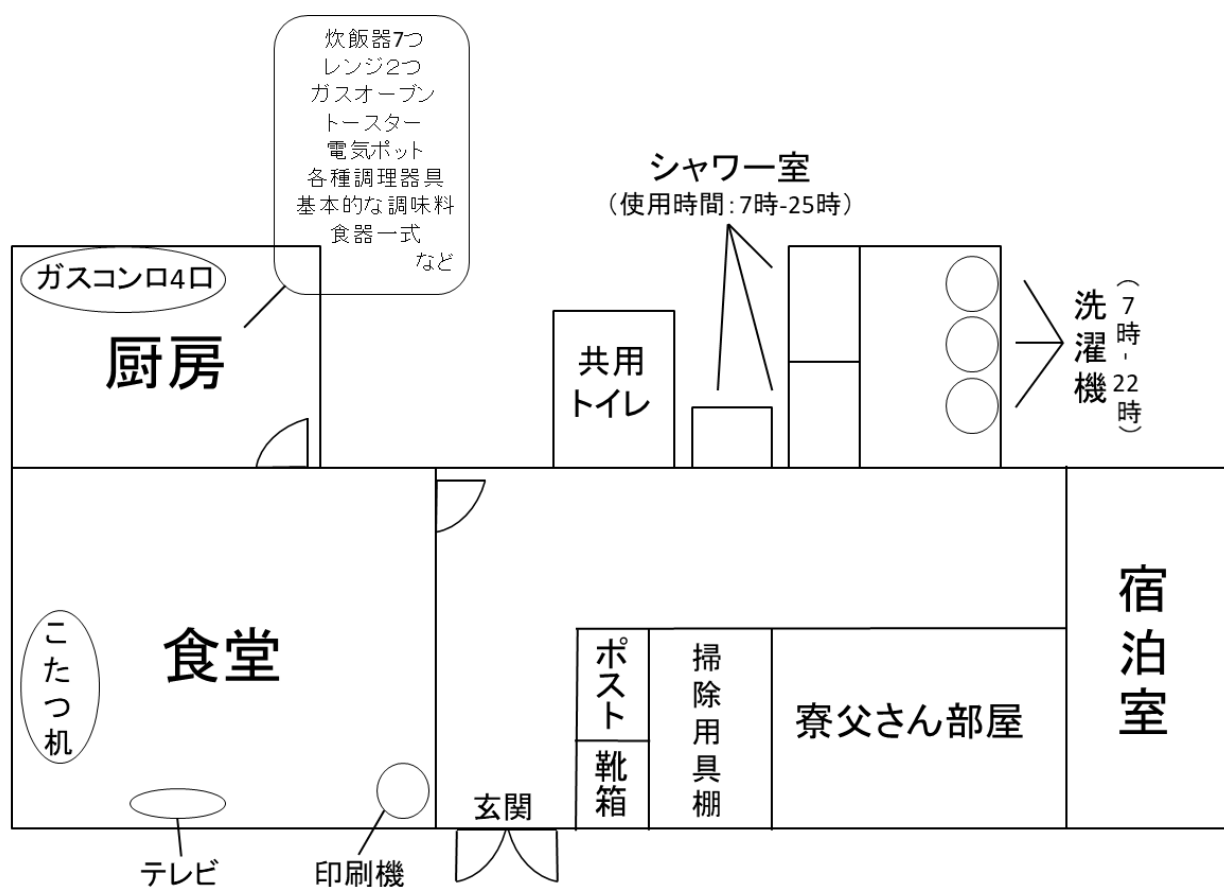 炊飯器7つ
レンジ2つ
ガスオーブン
トースター
電気ポット
各種調理器具
基本的な調味料
食器一式
など
シャワー室
（使用時間：7時-25時）
ガスコンロ4口
厨房
共用
トイレ
洗濯機
（7時-22時）
食堂
こたつ机
ポスト
靴箱
掃除用具棚
寮父さん部屋
宿泊室
玄関
テレビ
印刷機